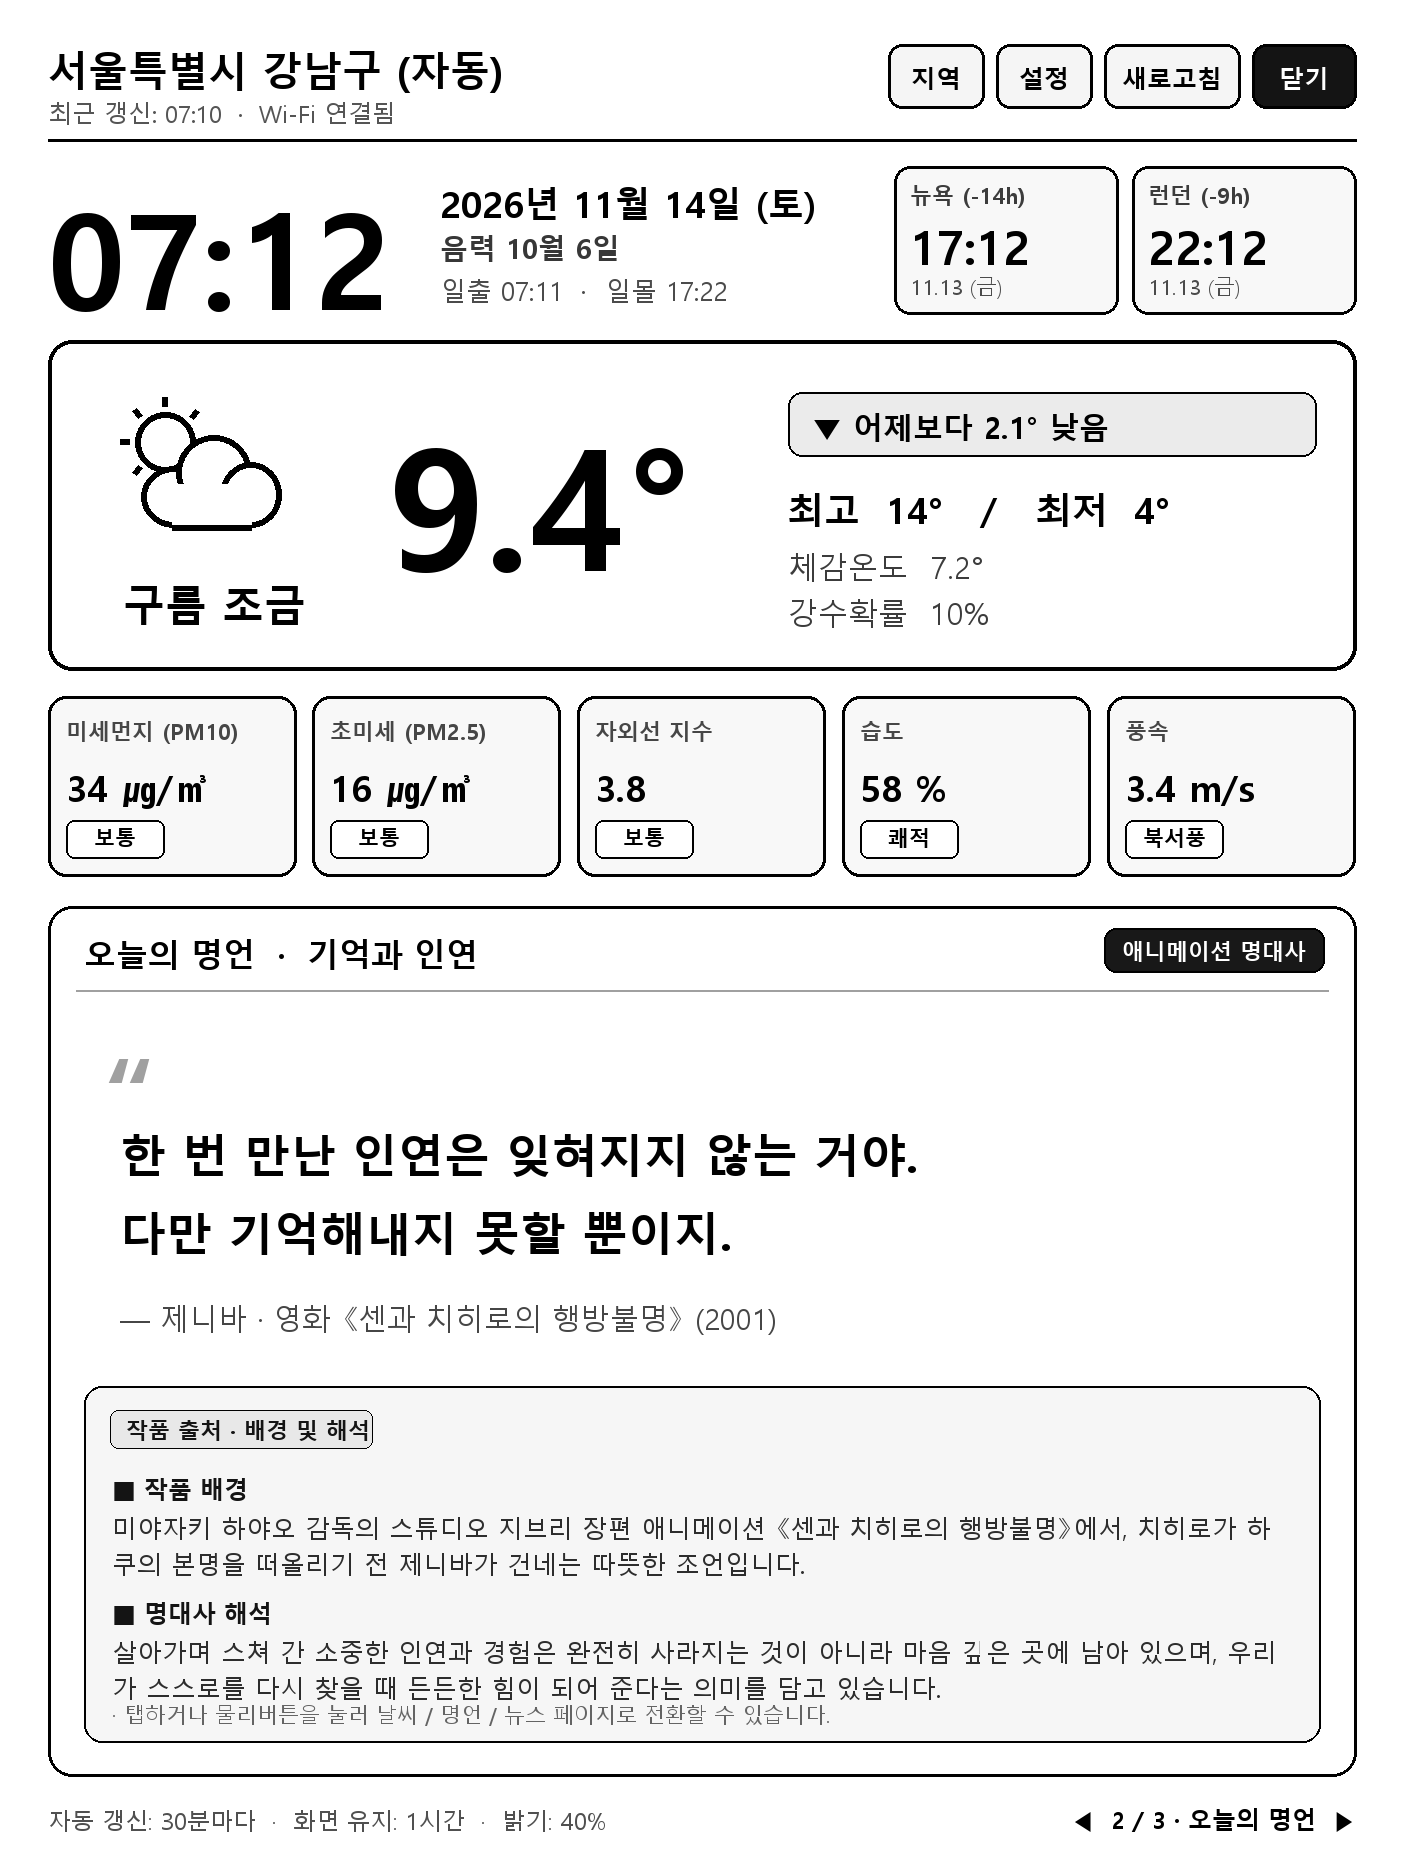 서울특별시 강남구 (자동)
최근 갱신: 07:10 · Wi-Fi 연결됨
지역 설정 새로고침 닫기
07:12
2026년 11월 14일 (토)
음력 10월 6일
일출 07:11 · 일몰 17:22
뉴욕 (-14h)
17:12
11.13 (금)
런던 (-9h)
22:12
11.13 (금)
구름 조금
9.4°
▼ 어제보다 2.1° 낮음
최고 14° / 최저 4°
체감온도 7.2°
강수확률 10%
미세먼지 (PM10)
34 µg/㎥
보통
초미세 (PM2.5)
16 µg/㎥
보통
자외선 지수
3.8
보통
습도
58 %
쾌적
풍속
3.4 m/s
북서풍
오늘의 명언 · 기억과 인연
애니메이션 명대사
“
한 번 만난 인연은 잊혀지지 않는 거야.
다만 기억해내지 못할 뿐이지.
— 제니바 · 영화 《센과 치히로의 행방불명》 (2001)
작품 출처 · 배경 및 해석
■ 작품 배경
미야자키 하야오 감독의 스튜디오 지브리 장편 애니메이션 《센과 치히로의 행방불명》에서, 치히로가 하
쿠의 본명을 떠올리기 전 제니바가 건네는 따뜻한 조언입니다.
■ 명대사 해석
살아가며 스쳐 간 소중한 인연과 경험은 완전히 사라지는 것이 아니라 마음 깊은 곳에 남아 있으며, 우리
가 스스로를 다시 찾을 때 든든한 힘이 되어 준다는 의미를 담고 있습니다.
· 탭하거나 물리버튼을 눌러 날씨 / 명언 / 뉴스 페이지로 전환할 수 있습니다.
자동 갱신: 30분마다 · 화면 유지: 1시간 · 밝기: 40%
◀ 2 / 3 · 오늘의 명언 ▶